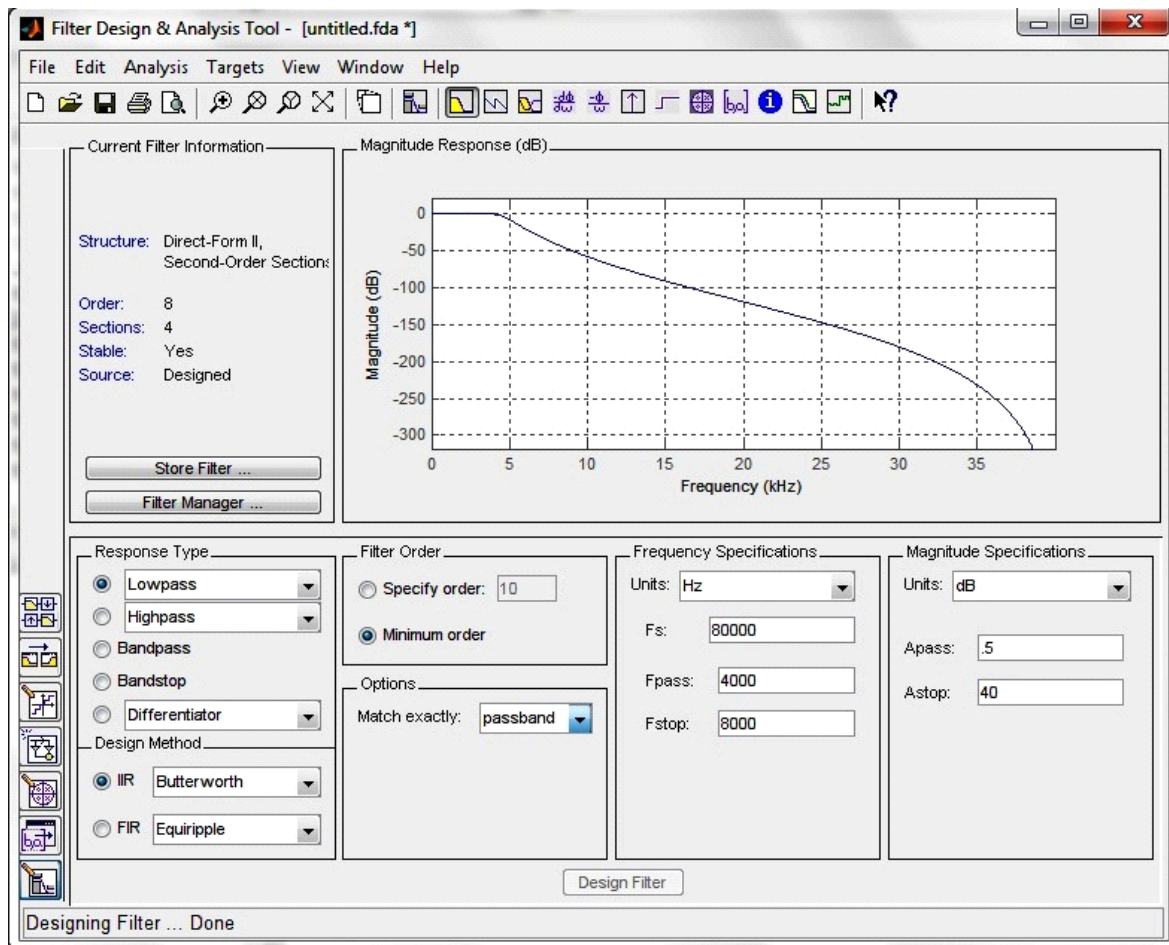 Filter Design & Analysis Tool - [untitled.fda *]
File Edit Analysis Targets View Window Help
Current Filter Information
Structure: Direct-Form II,
Second-Order Sections
Order: 8
Sections: 4
Stable: Yes
Source: Designed
Store Filter ...
Filter Manager ...
Magnitude Response (dB)
0
-50
-100
-150
-200
-250
-300
Magnitude (dB)
0 5 10 15 20 25 30 35
Frequency (kHz)
Response Type
Lowpass
Highpass
Bandpass
Bandstop
Differentiator
Design Method
IIR Butterworth
FIR Equiripple
Filter Order
Specify order: 10
Minimum order
Options
Match exactly: passband
Frequency Specifications
Units: Hz
Fs: 80000
Fpass: 4000
Fstop: 8000
Magnitude Specifications
Units: dB
Apass: .5
Astop: 40
Design Filter
Designing Filter ... Done